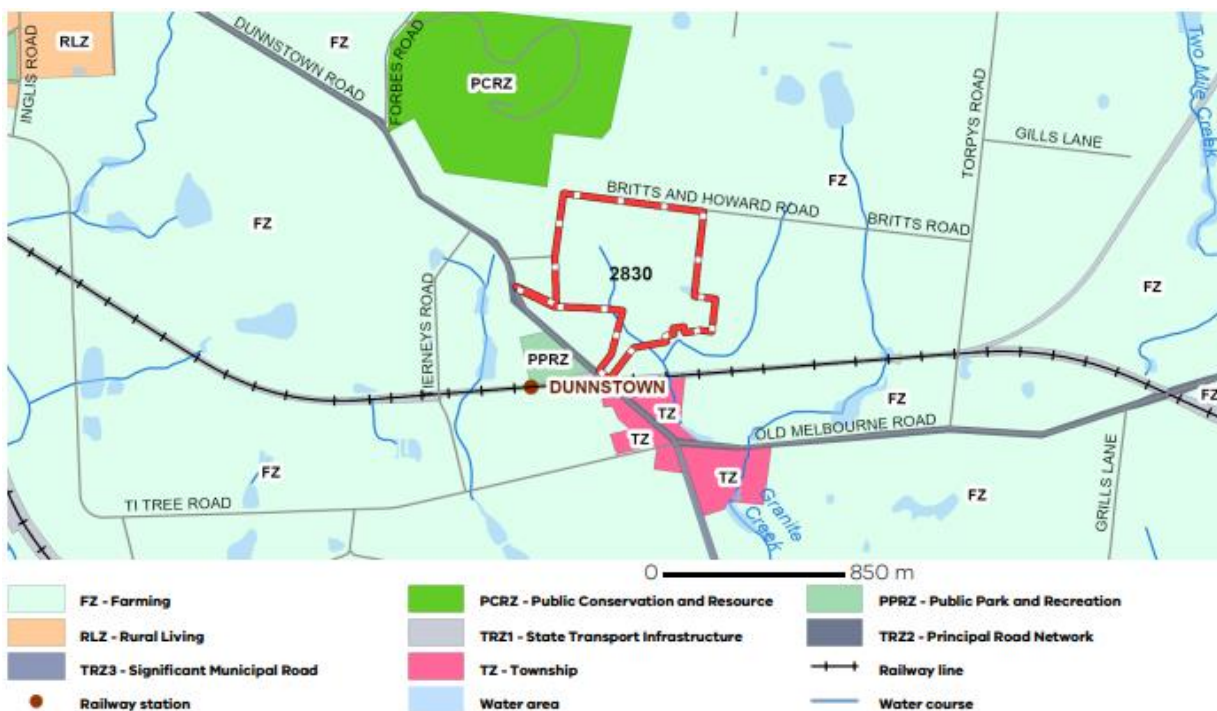 DUNNSTOWN ROAD
FORBES ROAD
INGLIS ROAD
RLZ
FZ
PCRZ
TORPYS ROAD
Two Mile Creek
GILLS LANE
FZ
BRITTS AND HOWARD ROAD
BRITTS ROAD
FZ
2830
FZ
TIERNEYS ROAD
PPRZ
DUNNSTOWN
FZ
FZ
TZ
OLD MELBOURNE ROAD
TZ
FZ
TZ
FZ
TI TREE ROAD
Granite Creek
GRILLS LANE
0 850 m
FZ - Farming
PCRZ - Public Conservation and Resource
PPRZ - Public Park and Recreation
RLZ - Rural Living
TRZ1 - State Transport Infrastructure
TRZ2 - Principal Road Network
TRZ3 - Significant Municipal Road
TZ - Township
Railway line
Railway station
Water area
Water course